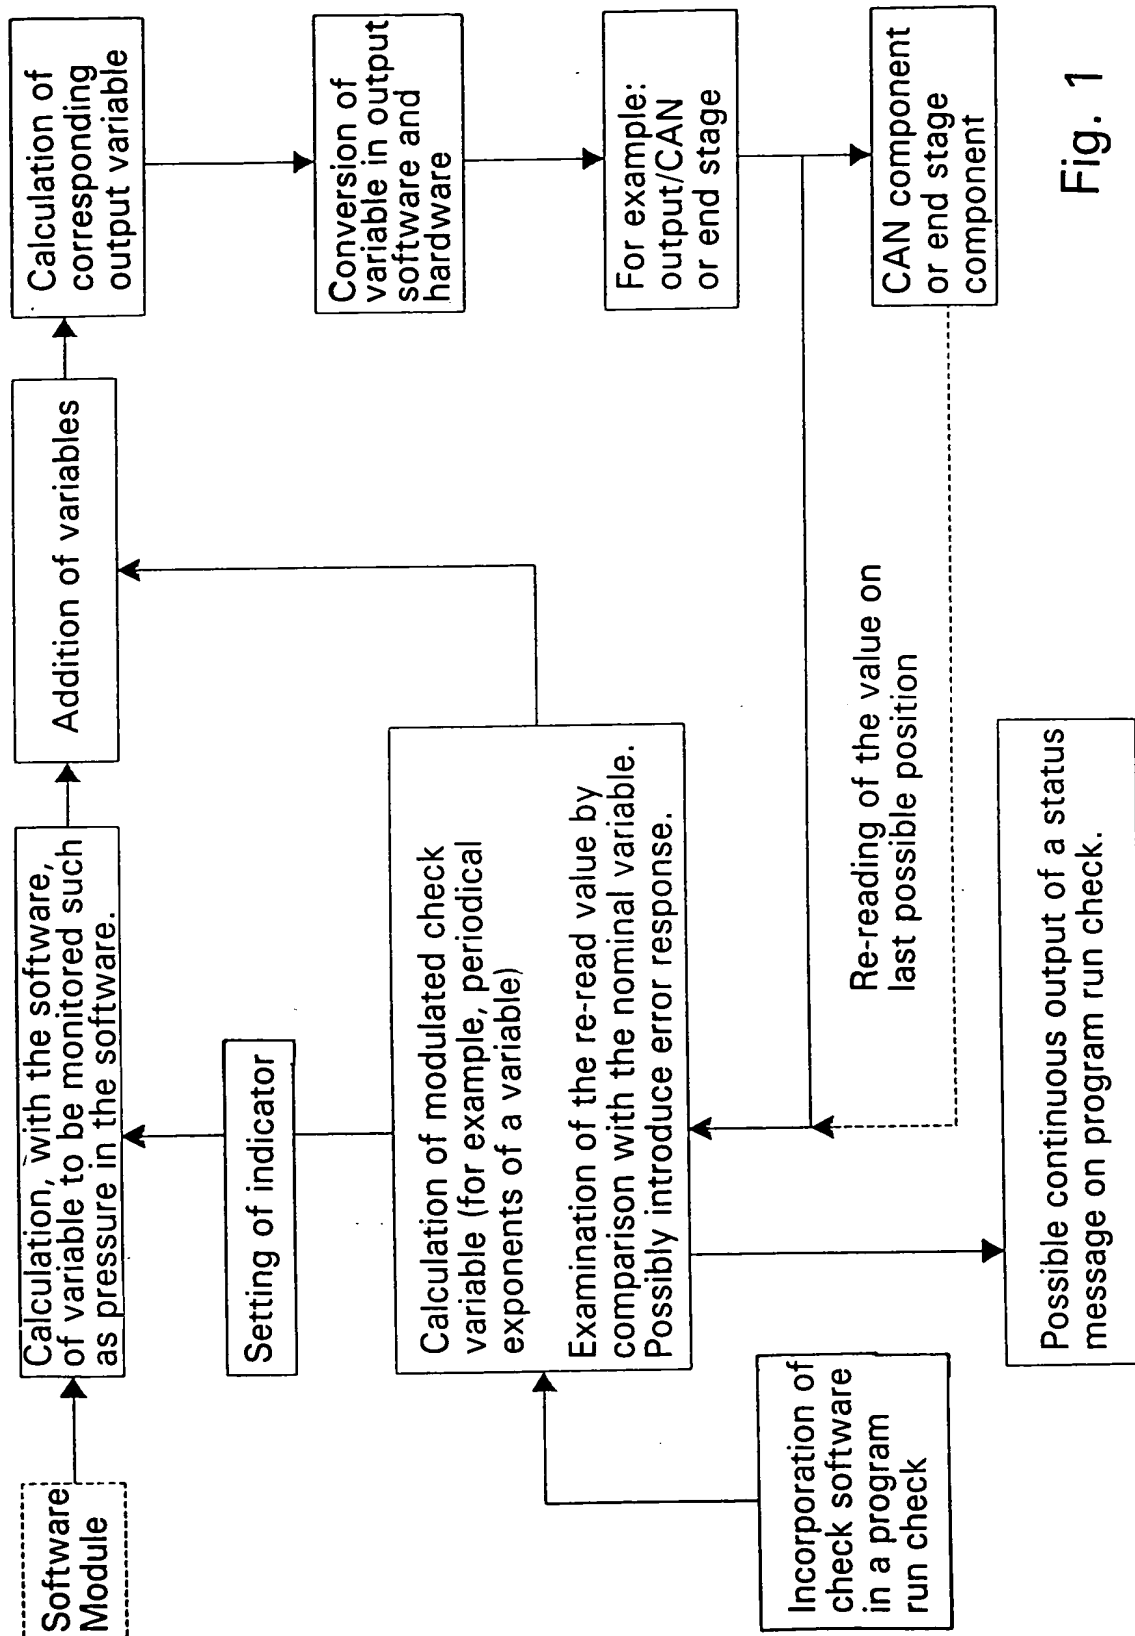 Software
Module
Calculation, with the software,
of variable to be monitored such
as pressure in the software.
Addition of variables
Calculation of
corresponding
output variable
Setting of indicator
Conversion of
variable in output
software and
hardware
Calculation of modulated check
variable (for example, periodical
exponents of a variable)
Examination of the re-read value by
comparison with the nominal variable.
Possibly introduce error response.
For example:
output/CAN
or end stage
Incorporation of
check software
in a program
run check
Re-reading of the value on
last possible position
CAN component
or end stage
component
Possible continuous output of a status
message on program run check.
Fig. 1